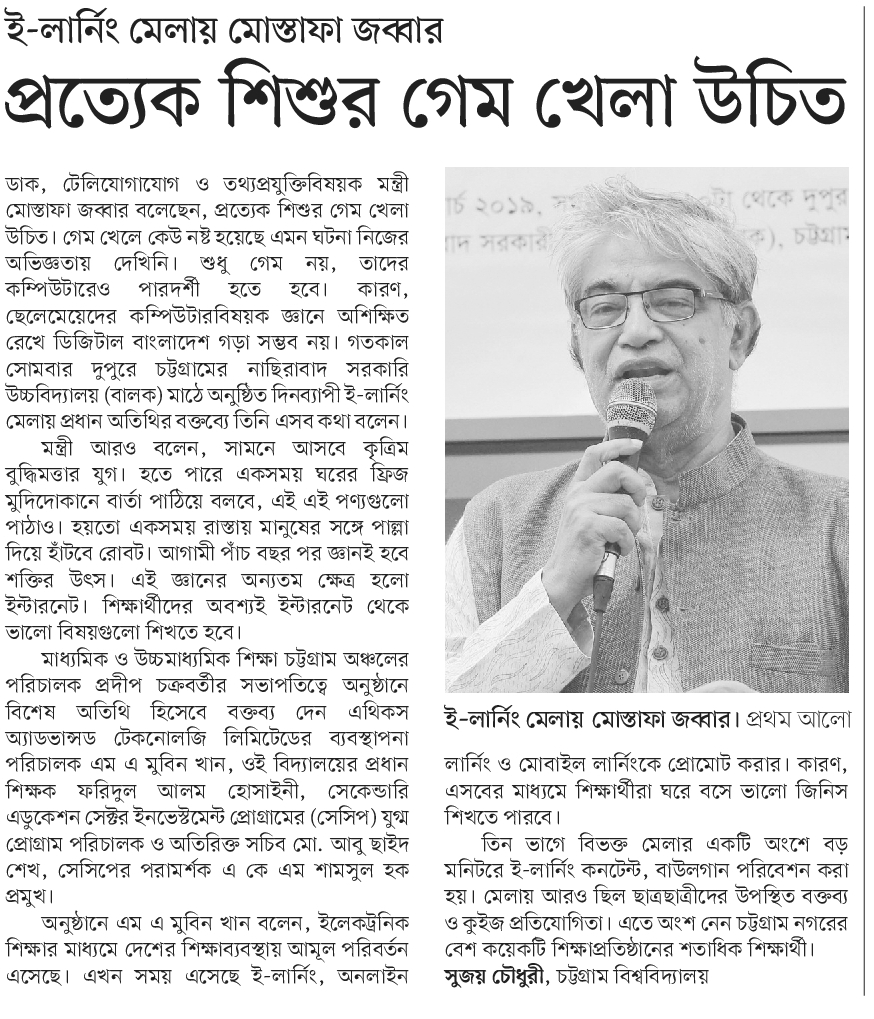 ই-লার্নিং মেলায় মোস্তাফা জব্বার
প্রত্যেক শিশুর গেম খেলা উচিত
ডাক, টেলিযোগাযোগ ও তথ্যপ্রযুক্তিবিষয়ক মন্ত্রী
মোস্তাফা জব্বার বলেছেন, প্রত্যেক শিশুর গেম খেলা
উচিত। গেম খেলে কেউ নষ্ট হয়েছে এমন ঘটনা নিজের
অভিজ্ঞতায় দেখিনি। শুধু গেম নয়, তাদের
কম্পিউটারেও পারদর্শী হতে হবে। কারণ,
ছেলেমেয়েদের কম্পিউটারবিষয়ক জ্ঞানে অশিক্ষিত
রেখে ডিজিটাল বাংলাদেশ গড়া সম্ভব নয়। গতকাল
সোমবার দুপুরে চট্টগ্রামের নাছিরাবাদ সরকারি
উচ্চবিদ্যালয় (বালক) মাঠে অনুষ্ঠিত দিনব্যাপী ই-লার্নিং
মেলায় প্রধান অতিথির বক্তব্যে তিনি এসব কথা বলেন।
মন্ত্রী আরও বলেন, সামনে আসবে কৃত্রিম
বুদ্ধিমত্তার যুগ। হতে পারে একসময় ঘরের ফ্রিজ
মুদিদোকানে বার্তা পাঠিয়ে বলবে, এই এই পণ্যগুলো
পাঠাও। হয়তো একসময় রাস্তায় মানুষের সঙ্গে পাল্লা
দিয়ে হাঁটবে রোবট। আগামী পাঁচ বছর পর জ্ঞানই হবে
শক্তির উৎস। এই জ্ঞানের অন্যতম ক্ষেত্র হলো
ইন্টারনেট। শিক্ষার্থীদের অবশ্যই ইন্টারনেট থেকে
ভালো বিষয়গুলো শিখতে হবে।
মাধ্যমিক ও উচ্চমাধ্যমিক শিক্ষা চট্টগ্রাম অঞ্চলের
পরিচালক প্রদীপ চক্রবর্তীর সভাপতিত্বে অনুষ্ঠানে
বিশেষ অতিথি হিসেবে বক্তব্য দেন এথিকস
অ্যাডভান্সড টেকনোলজি লিমিটেডের ব্যবস্থাপনা
পরিচালক এম এ মুবিন খান, ওই বিদ্যালয়ের প্রধান
শিক্ষক ফরিদুল আলম হোসাইনী, সেকেন্ডারি
এডুকেশন সেক্টর ইনভেস্টমেন্ট প্রোগ্রামের (সেসিপ) যুগ্ম
প্রোগ্রাম পরিচালক ও অতিরিক্ত সচিব মো. আবু ছাইদ
শেখ, সেসিপের পরামর্শক এ কে এম শামসুল হক
প্রমুখ।
অনুষ্ঠানে এম এ মুবিন খান বলেন, ইলেকট্রনিক
শিক্ষার মাধ্যমে দেশের শিক্ষাব্যবস্থায় আমূল পরিবর্তন
এসেছে। এখন সময় এসেছে ই-লার্নিং, অনলাইন
র্চ ২০১৯, স ০টা থেকে দুপুর
বাদ সরকারী ক), চট্টগ্রাম
ই-লার্নিং মেলায় মোস্তাফা জব্বার। প্রথম আলো
লার্নিং ও মোবাইল লার্নিংকে প্রোমোট করার। কারণ,
এসবের মাধ্যমে শিক্ষার্থীরা ঘরে বসে ভালো জিনিস
শিখতে পারবে।
তিন ভাগে বিভক্ত মেলার একটি অংশে বড়
মনিটরে ই-লার্নিং কনটেন্ট, বাউলগান পরিবেশন করা
হয়। মেলায় আরও ছিল ছাত্রছাত্রীদের উপস্থিত বক্তব্য
ও কুইজ প্রতিযোগিতা। এতে অংশ নেন চট্টগ্রাম নগরের
বেশ কয়েকটি শিক্ষাপ্রতিষ্ঠানের শতাধিক শিক্ষার্থী।
সুজয় চৌধুরী, চট্টগ্রাম বিশ্ববিদ্যালয়